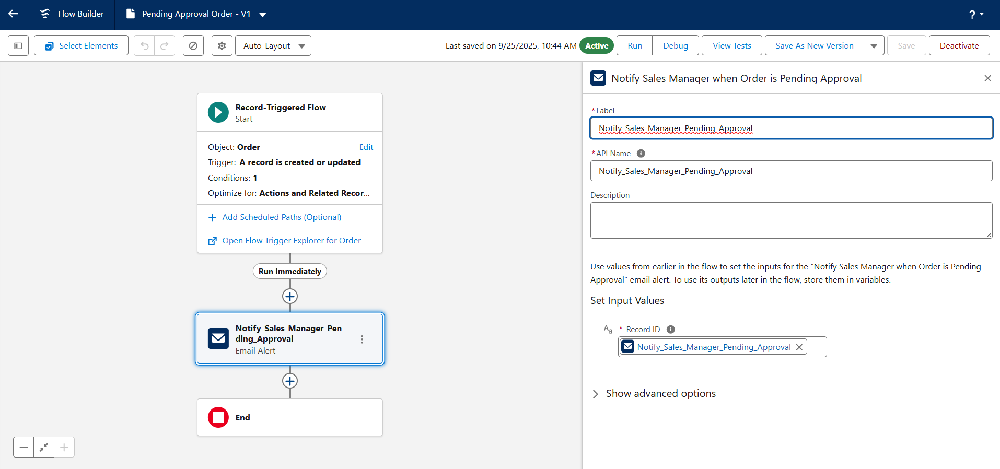 Flow Builder
Pending Approval Order - V1
?
Select Elements
Auto-Layout
Last saved on 9/25/2025, 10:44 AM
Active
Run
Debug
View Tests
Save As New Version
Save
Deactivate
Record-Triggered Flow
Start
Object: Order
Edit
Trigger: A record is created or updated
Conditions: 1
Optimize for: Actions and Related Recor...
Add Scheduled Paths (Optional)
Open Flow Trigger Explorer for Order
Run Immediately
Notify_Sales_Manager_Pen
ding_Approval
Email Alert
End
Notify Sales Manager when Order is Pending Approval
* Label
Notify_Sales_Manager_Pending_Approval
* API Name
Notify_Sales_Manager_Pending_Approval
Description
Use values from earlier in the flow to set the inputs for the "Notify Sales Manager when Order is Pending
Approval" email alert. To use its outputs later in the flow, store them in variables.
Set Input Values
Aa * Record ID
Notify_Sales_Manager_Pending_Approval
Show advanced options